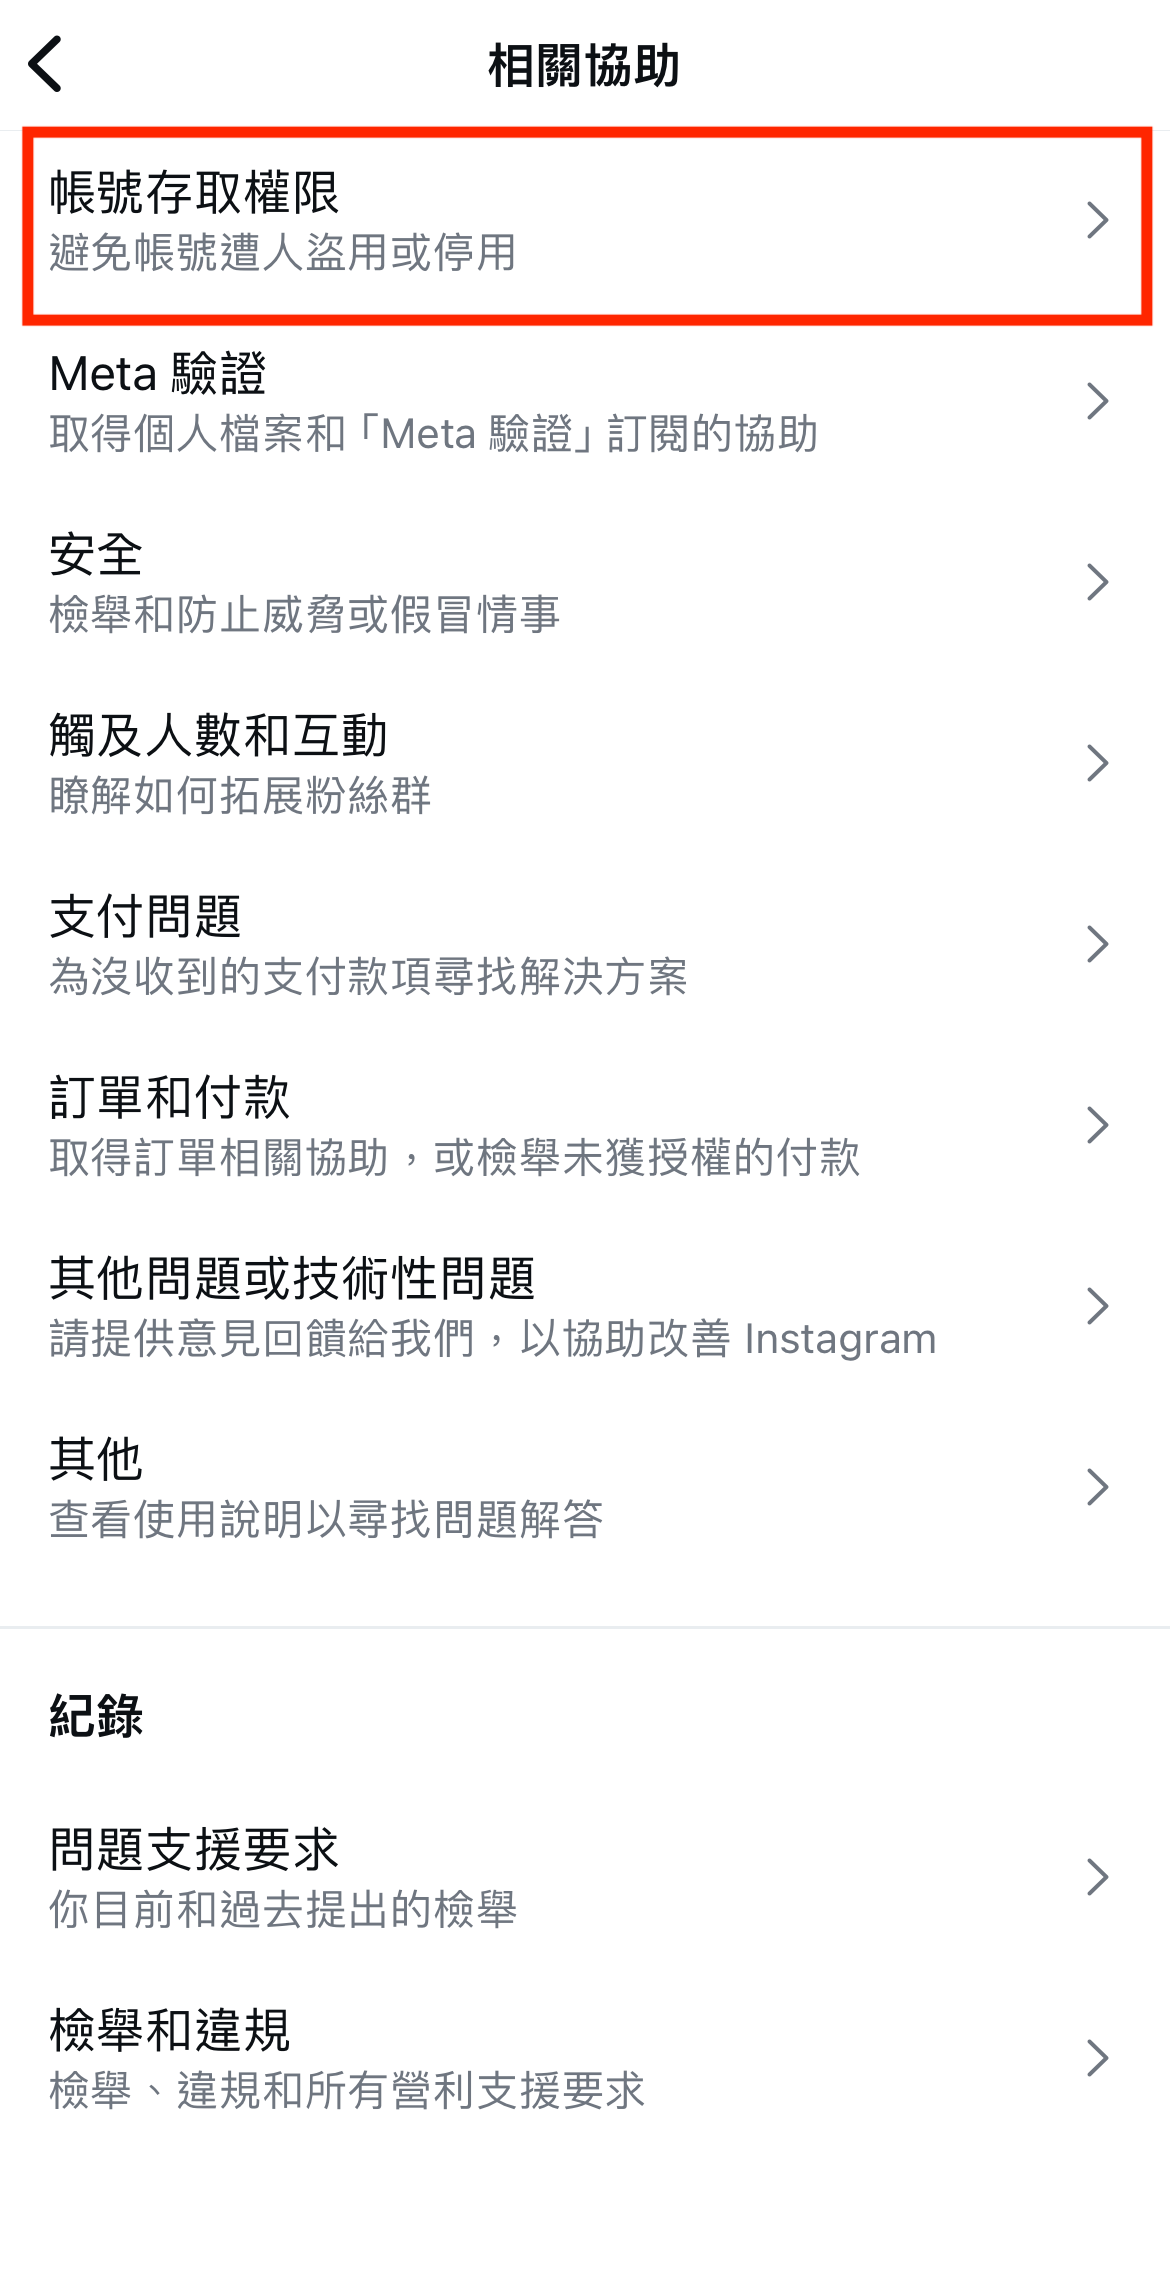 相關協助
帳號存取權限
避免帳號遭人盜用或停用
Meta 驗證
取得個人檔案和「Meta 驗證」訂閱的協助
安全
檢舉和防止威脅或假冒情事
觸及人數和互動
瞭解如何拓展粉絲群
支付問題
為沒收到的支付款項尋找解決方案
訂單和付款
取得訂單相關協助，或檢舉未獲授權的付款
其他問題或技術性問題
請提供意見回饋給我們，以協助改善 Instagram
其他
查看使用說明以尋找問題解答
紀錄
問題支援要求
你目前和過去提出的檢舉
檢舉和違規
檢舉、違規和所有營利支援要求